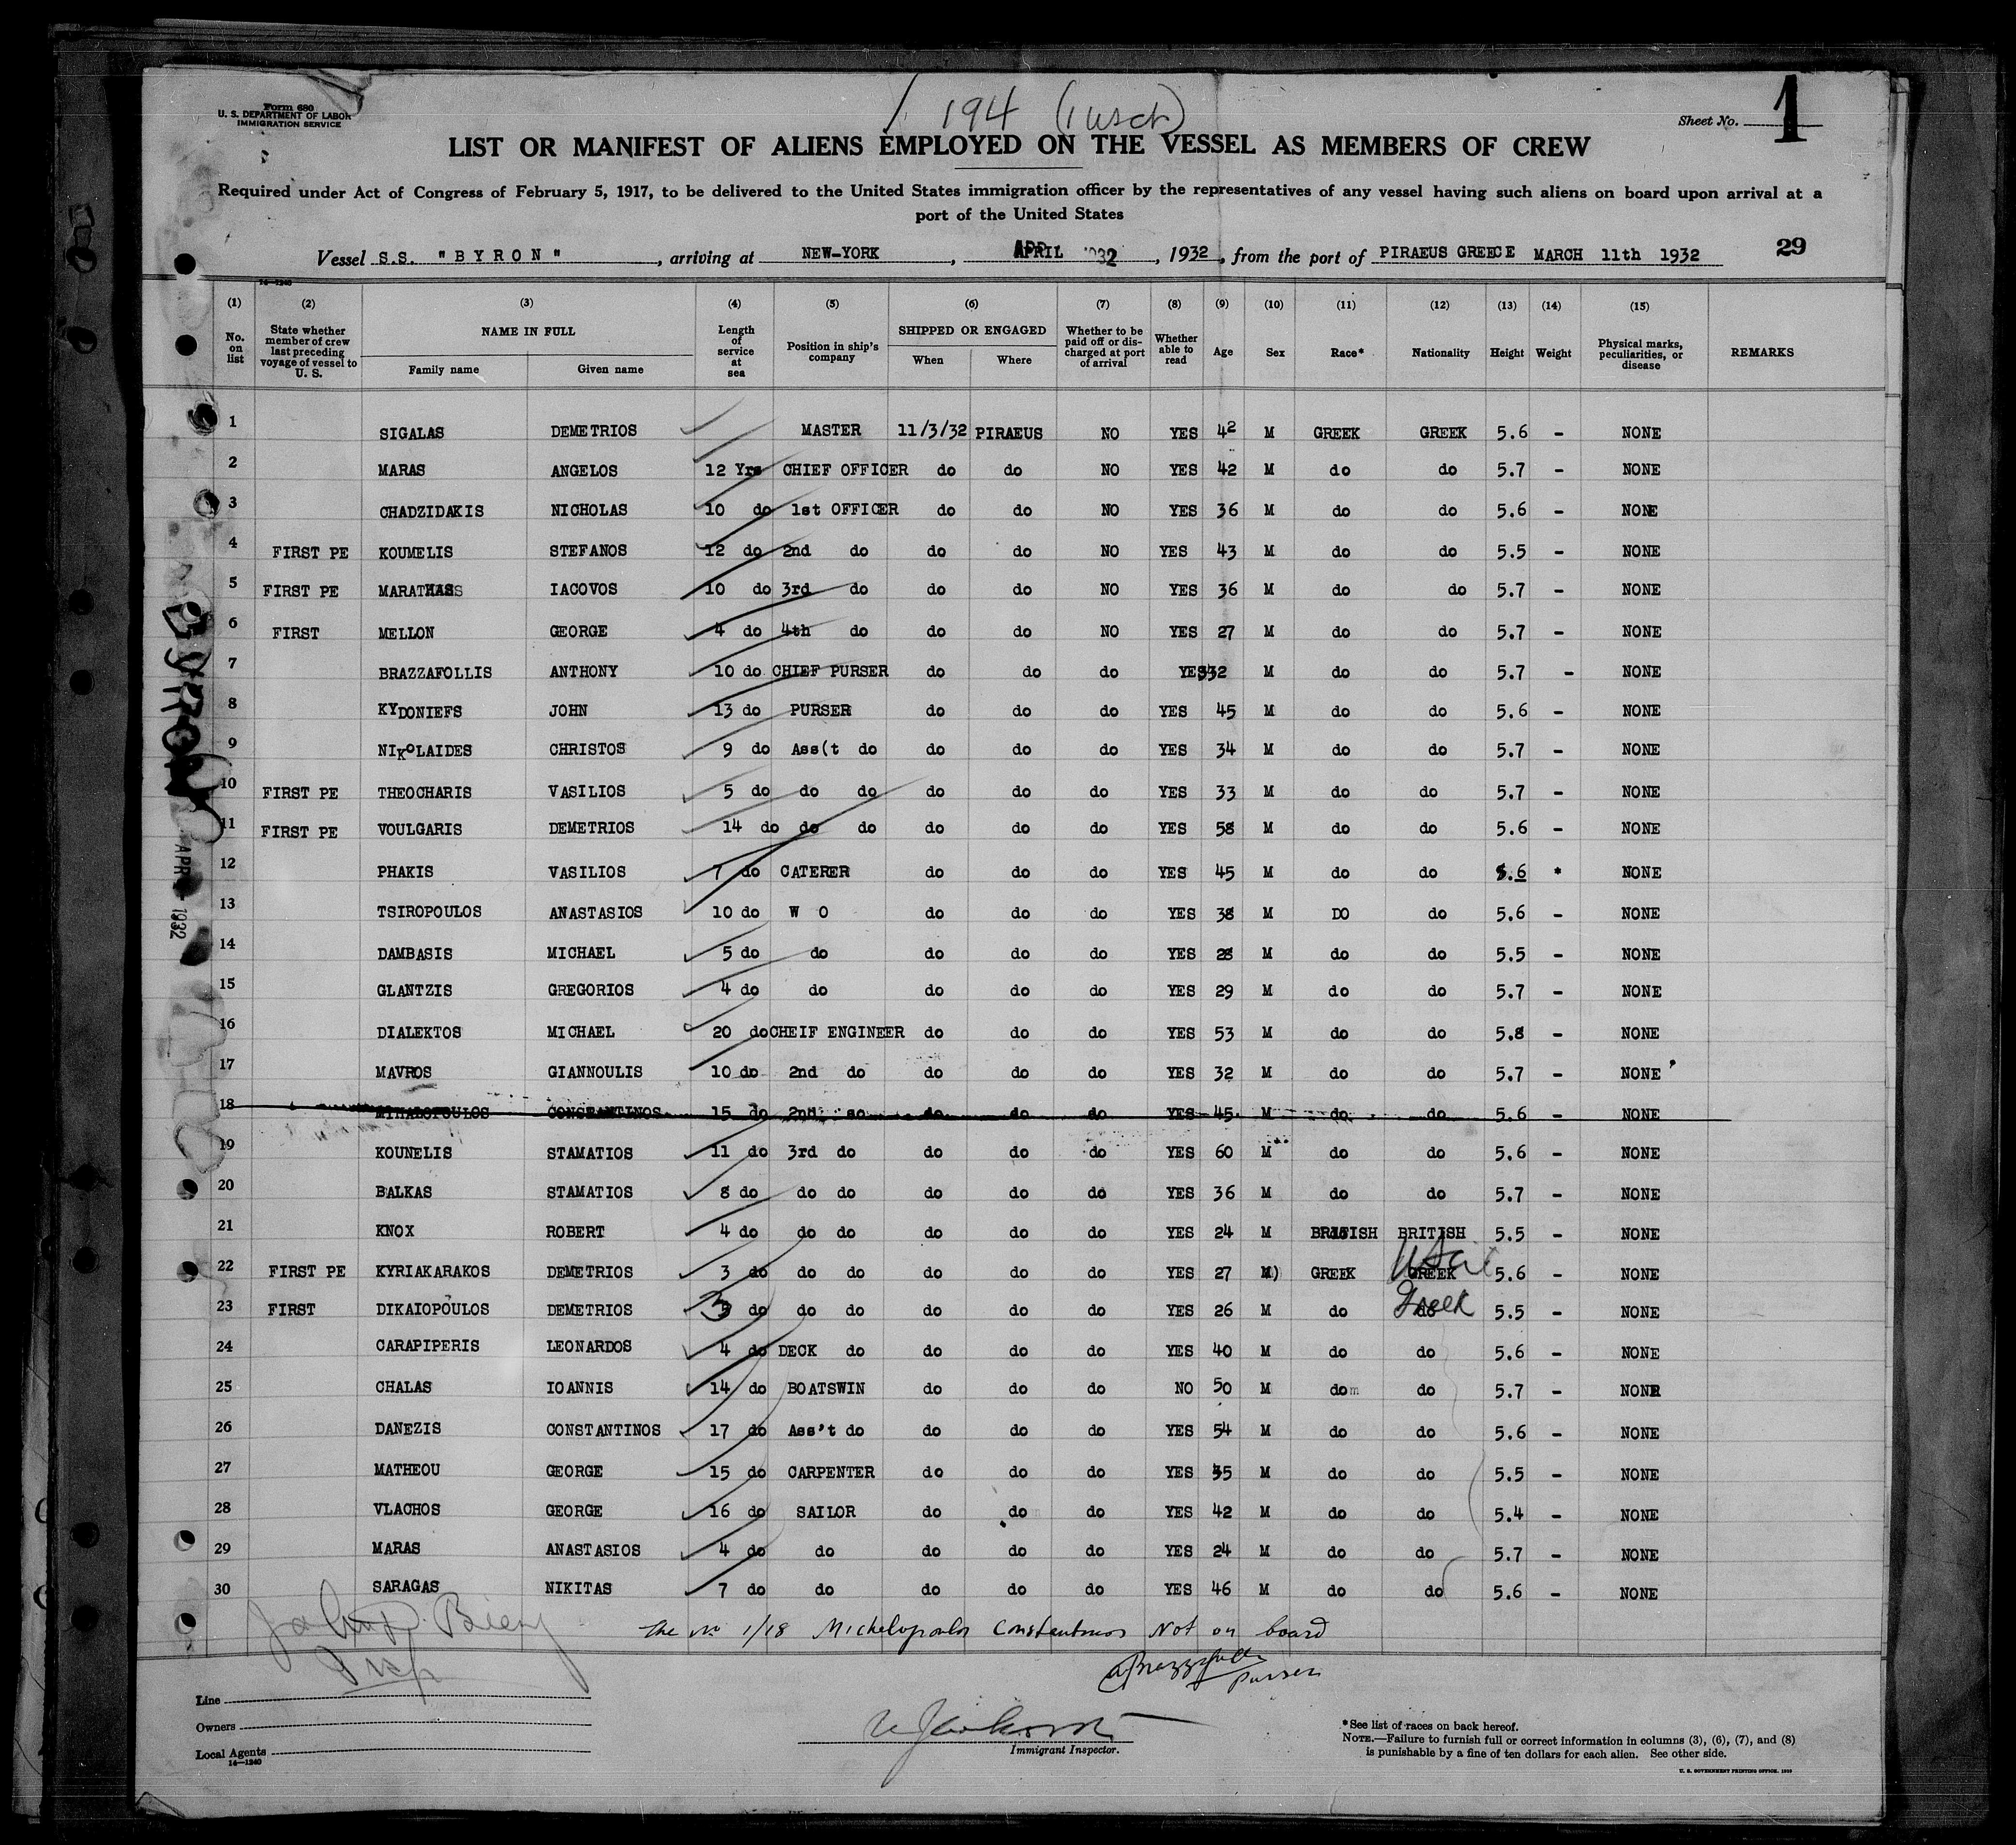 Form 680
U. S. DEPARTMENT OF LABOR
IMMIGRATION SERVICE
194 (1 usct)
Sheet No. 1
LIST OR MANIFEST OF ALIENS EMPLOYED ON THE VESSEL AS MEMBERS OF CREW
Required under Act of Congress of February 5, 1917, to be delivered to the United States immigration officer by the representatives of any vessel having such aliens on board upon arrival at a
port of the United States
Vessel S.S. "BYRON", arriving at NEW-YORK, APRIL 1932, 1932, from the port of PIRAEUS GREECE MARCH 11th 1932 29
14—1240
(1) (2) (3) (4) (5) (6) (7) (8) (9) (10) (11) (12) (13) (14) (15)
No. on list State whether member of crew last preceding voyage of vessel to U. S. NAME IN FULL Family name Given name Length of service at sea Position in ship's company SHIPPED OR ENGAGED When Where Whether to be paid off or discharged at port of arrival Whether able to read Age Sex Race* Nationality Height Weight Physical marks, peculiarities, or disease REMARKS
1 SIGALAS DEMETRIOS MASTER 11/3/32 PIRAEUS NO YES 42 M GREEK GREEK 5.6 - NONE
2 MARAS ANGELOS 12 Yrs CHIEF OFFICER do do NO YES 42 M do do 5.7 - NONE
3 CHADZIDAKIS NICHOLAS 10 do 1st OFFICER do do NO YES 36 M do do 5.6 - NONE
4 FIRST PE KOUMELIS STEFANOS 12 do 2nd do do do NO YES 43 M do do 5.5 - NONE
5 FIRST PE MARATHAS IACOVOS 10 do 3rd do do do NO YES 36 M do do 5.7 - NONE
6 FIRST MELLON GEORGE 4 do 4th do do do NO YES 27 M do do 5.7 - NONE
7 BRAZZAFOLLIS ANTHONY 10 do CHIEF PURSER do do do YES 32 M do do 5.7 - NONE
8 KYDONIEFS JOHN 13 do PURSER do do do YES 45 M do do 5.6 - NONE
9 NIKOLAIDES CHRISTOS 9 do Ass(t do do do do YES 34 M do do 5.7 - NONE
10 FIRST PE THEOCHARIS VASILIOS 5 do do do do do do YES 33 M do do 5.7 - NONE
11 FIRST PE VOULGARIS DEMETRIOS 14 do do do do do do YES 58 M do do 5.6 - NONE
12 PHAKIS VASILIOS 7 do CATERER do do do YES 45 M do do 5.6 * NONE
13 TSIROPOULOS ANASTASIOS 10 do W O do do do YES 38 M DO do 5.6 - NONE
14 DAMBASIS MICHAEL 5 do do do do do YES 28 M do do 5.5 - NONE
15 GLANTZIS GREGORIOS 4 do do do do do YES 29 M do do 5.7 - NONE
16 DIALEKTOS MICHAEL 20 do CHEIF ENGINEER do do do YES 53 M do do 5.8 - NONE
17 MAVROS GIANNOULIS 10 do 2nd do do do do YES 32 M do do 5.7 - NONE
18 MIHALOPOULOS CONSTANTINOS 15 do 2nd do do do do YES 45 M do do 5.6 - NONE
19 KOUNELIS STAMATIOS 11 do 3rd do do do do YES 60 M do do 5.6 - NONE
20 BALKAS STAMATIOS 8 do do do do do do YES 36 M do do 5.7 - NONE
21 KNOX ROBERT 4 do do do do do do YES 24 M BRITISH BRITISH 5.5 - NONE
22 FIRST PE KYRIAKARAKOS DEMETRIOS 3 do do do do do do YES 27 M) GREEK GREEK 5.6 - NONE
23 FIRST DIKAIOPOULOS DEMETRIOS 3 do do do do do do YES 26 M do do Greek 5.5 - NONE
24 CARAPIPERIS LEONARDOS 4 do DECK do do do do YES 40 M do do 5.6 - NONE
25 CHALAS IOANNIS 14 do BOATSWIN do do do NO 50 M do do 5.7 - NONE
26 DANEZIS CONSTANTINOS 17 do Ass't do do do do YES 54 M do do 5.6 - NONE
27 MATHEOU GEORGE 15 do CARPENTER do do do YES 35 M do do 5.5 - NONE
28 VLACHOS GEORGE 16 do SAILOR do do do YES 42 M do do 5.4 - NONE
29 MARAS ANASTASIOS 4 do do do do do YES 24 M do do 5.7 - NONE
30 SARAGAS NIKITAS 7 do do do do do YES 46 M do do 5.6 - NONE
BYRON
APR 1932
The No 1/18 Michelopoulos Constantinos Not on board
Purser
Insp
Line
Owners
Local Agents
14—1240
Immigrant Inspector.
*See list of races on back hereof.
NOTE.—Failure to furnish full or correct information in columns (3), (6), (7), and (8)
is punishable by a fine of ten dollars for each alien. See other side.
U. S. GOVERNMENT PRINTING OFFICE: 1929